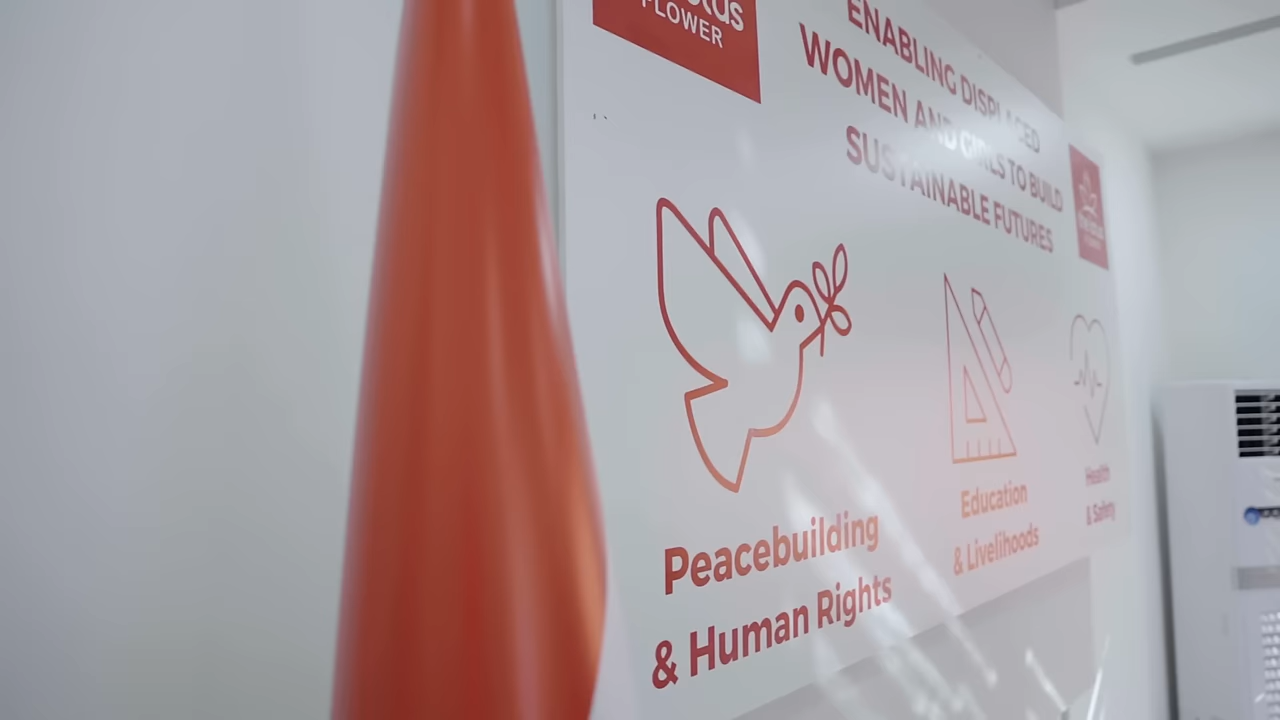 FLOWER
ENABLING DISPLACED
WOMEN AND GIRLS TO BUILD
SUSTAINABLE FUTURES
Peacebuilding
& Human Rights
Education
& Livelihoods
Health
& Safety